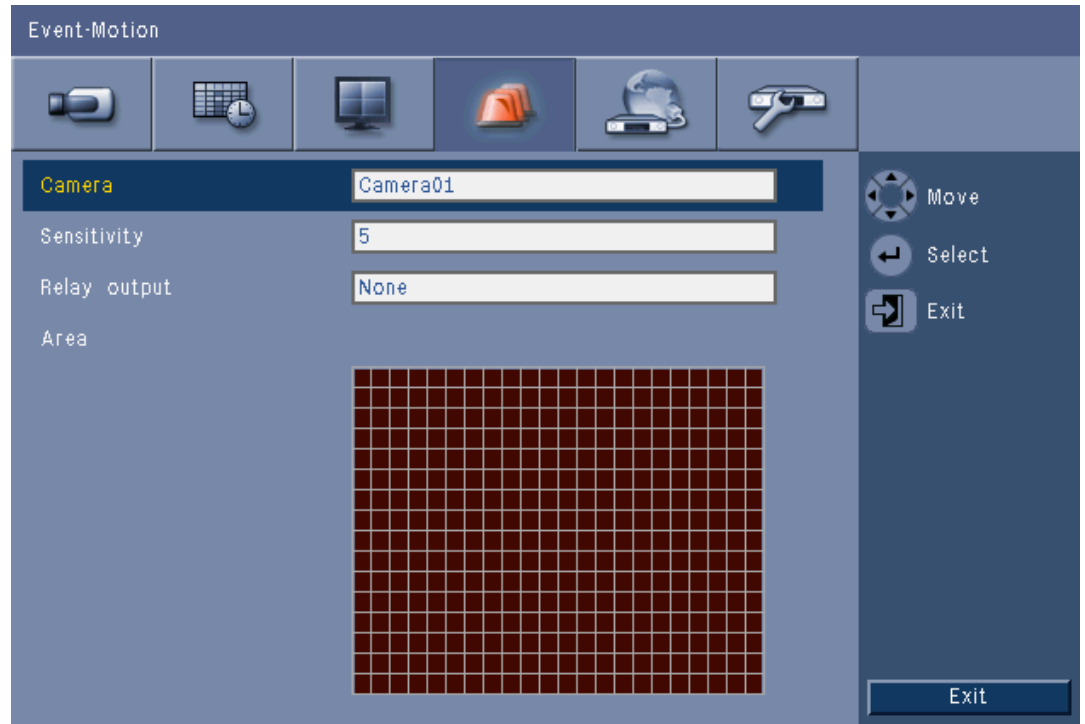 Event-Motion
Camera Camera01
Sensitivity 5
Relay output None
Area
Move
Select
Exit
Exit